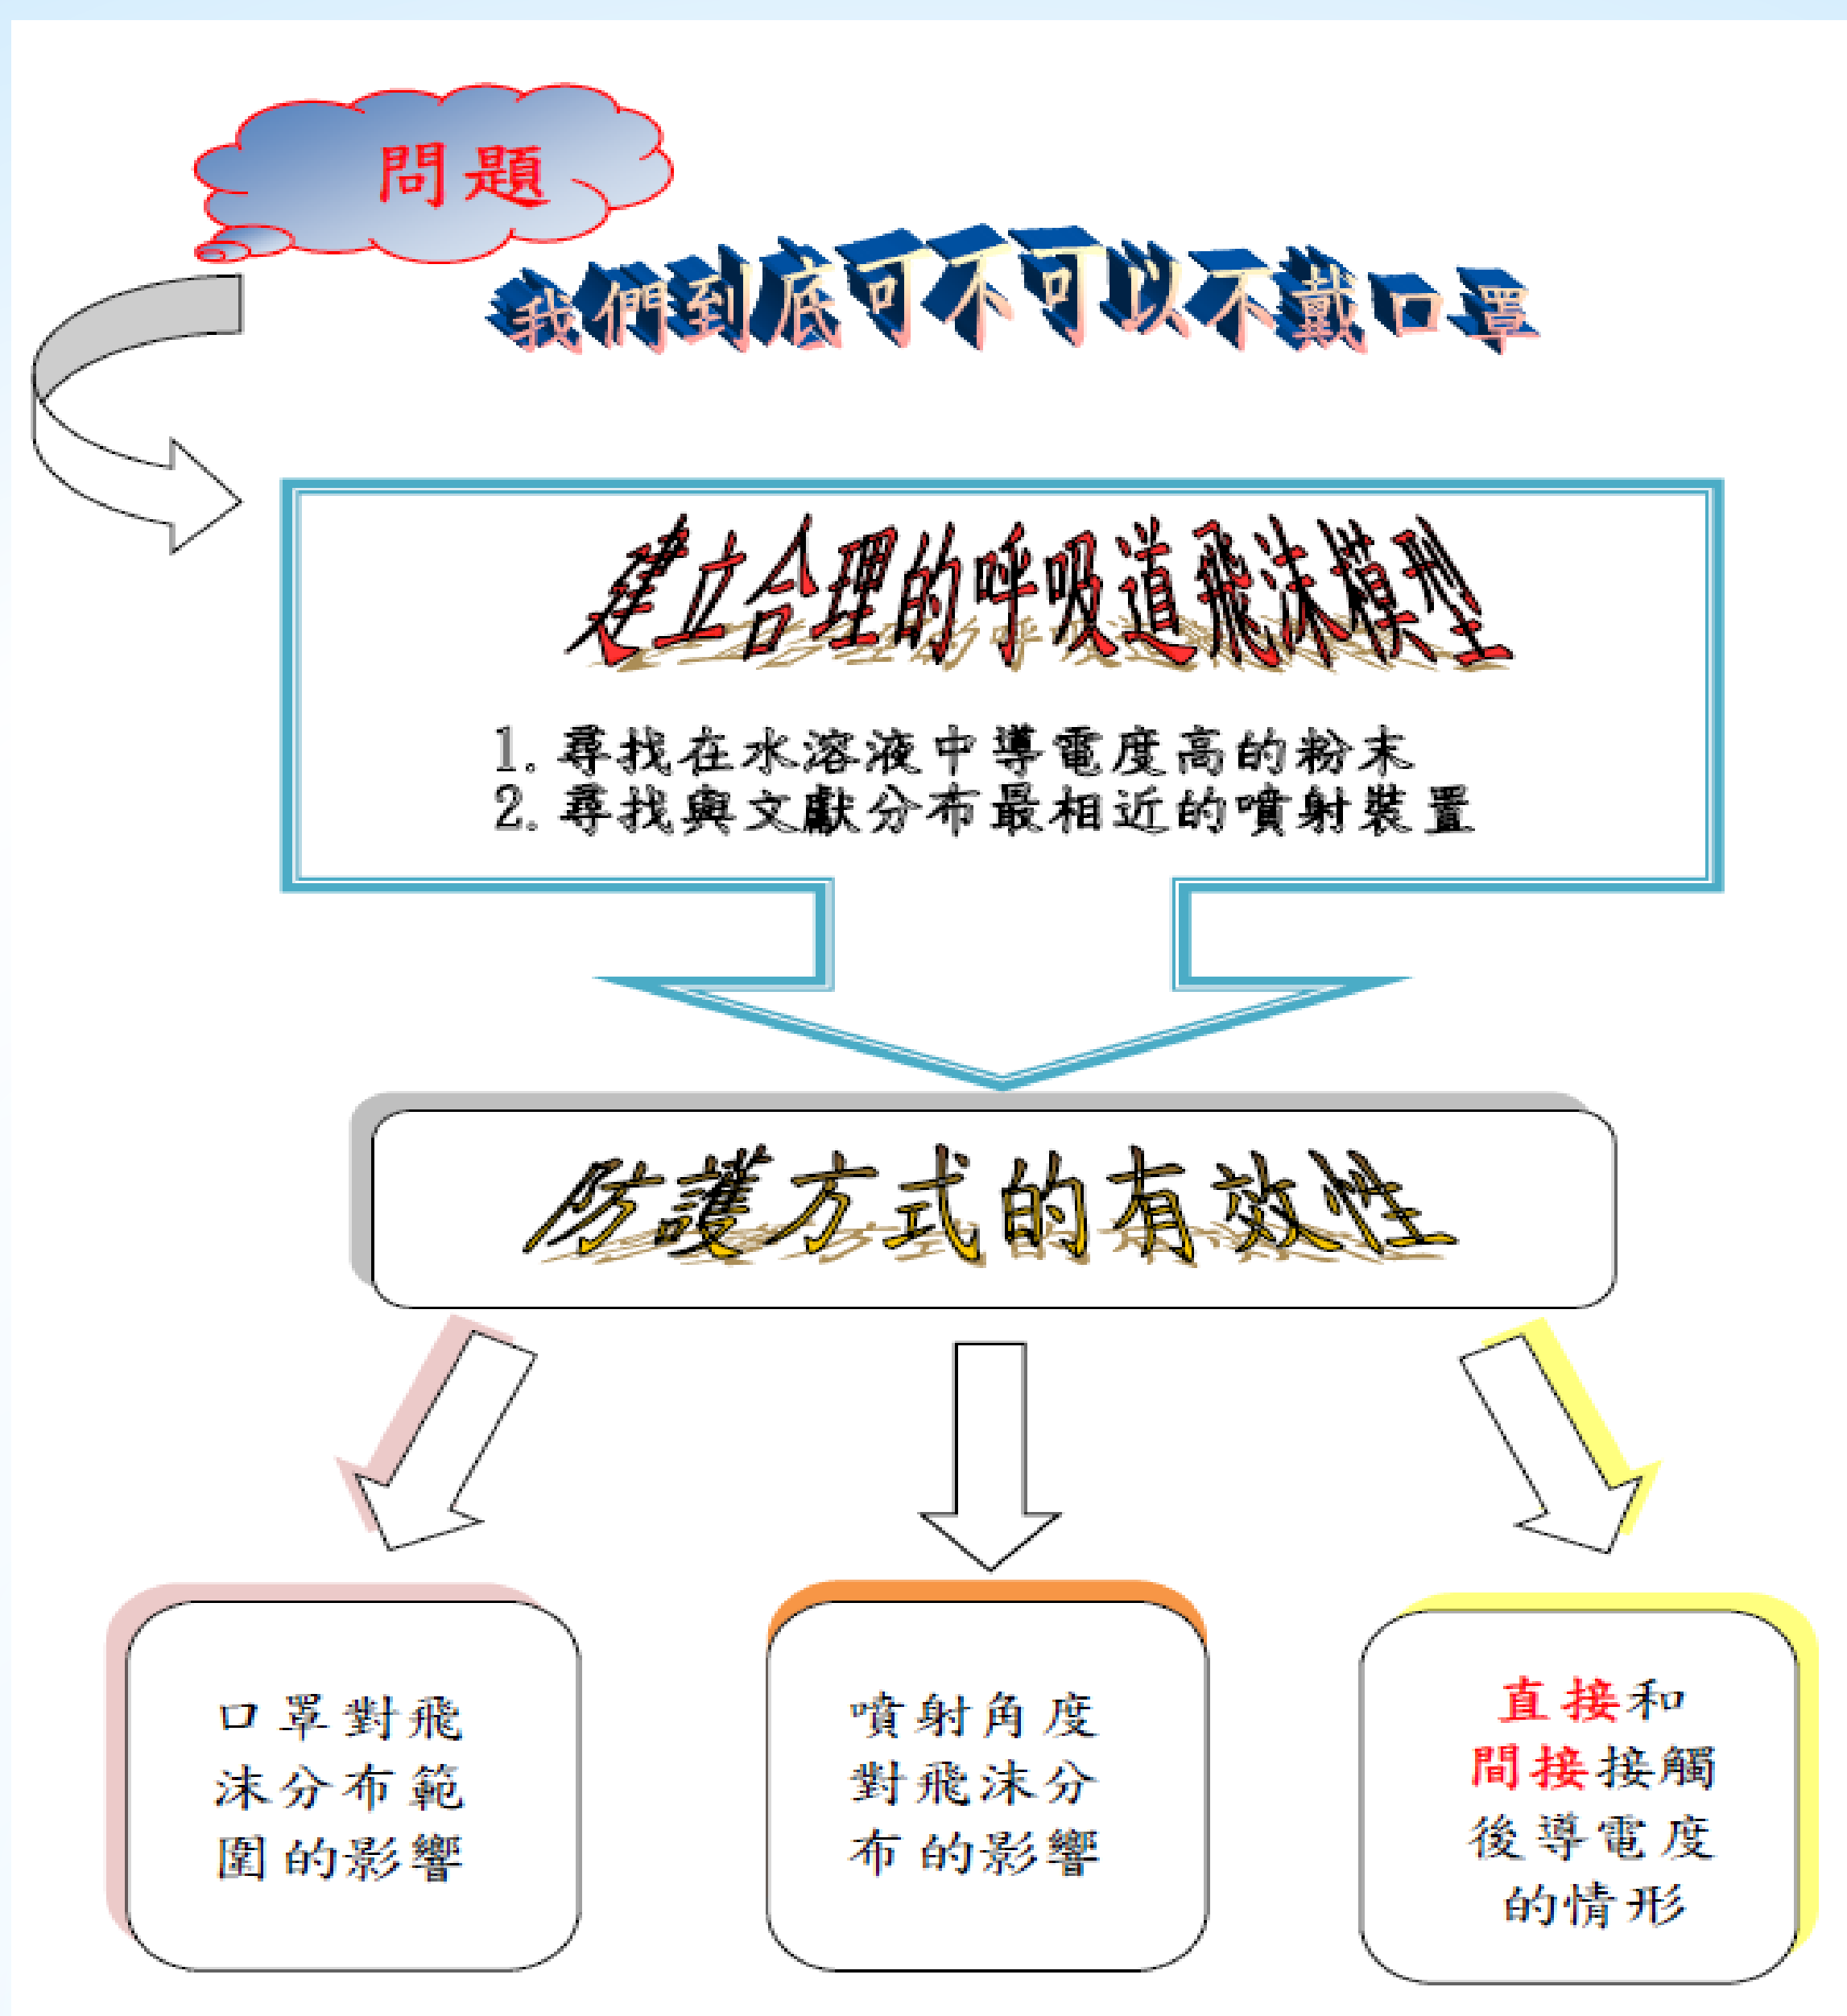 問題
我們到底可不可以不戴口罩
建立合理的呼吸道飛沫模型
1.尋找在水溶液中導電度高的粉末
2.尋找與文獻分布最相近的噴射裝置
防護方式的有效性
口罩對飛
沫分布範
圍的影響
噴射角度
對飛沫分
布的影響
直接和
間接接觸
後導電度
的情形